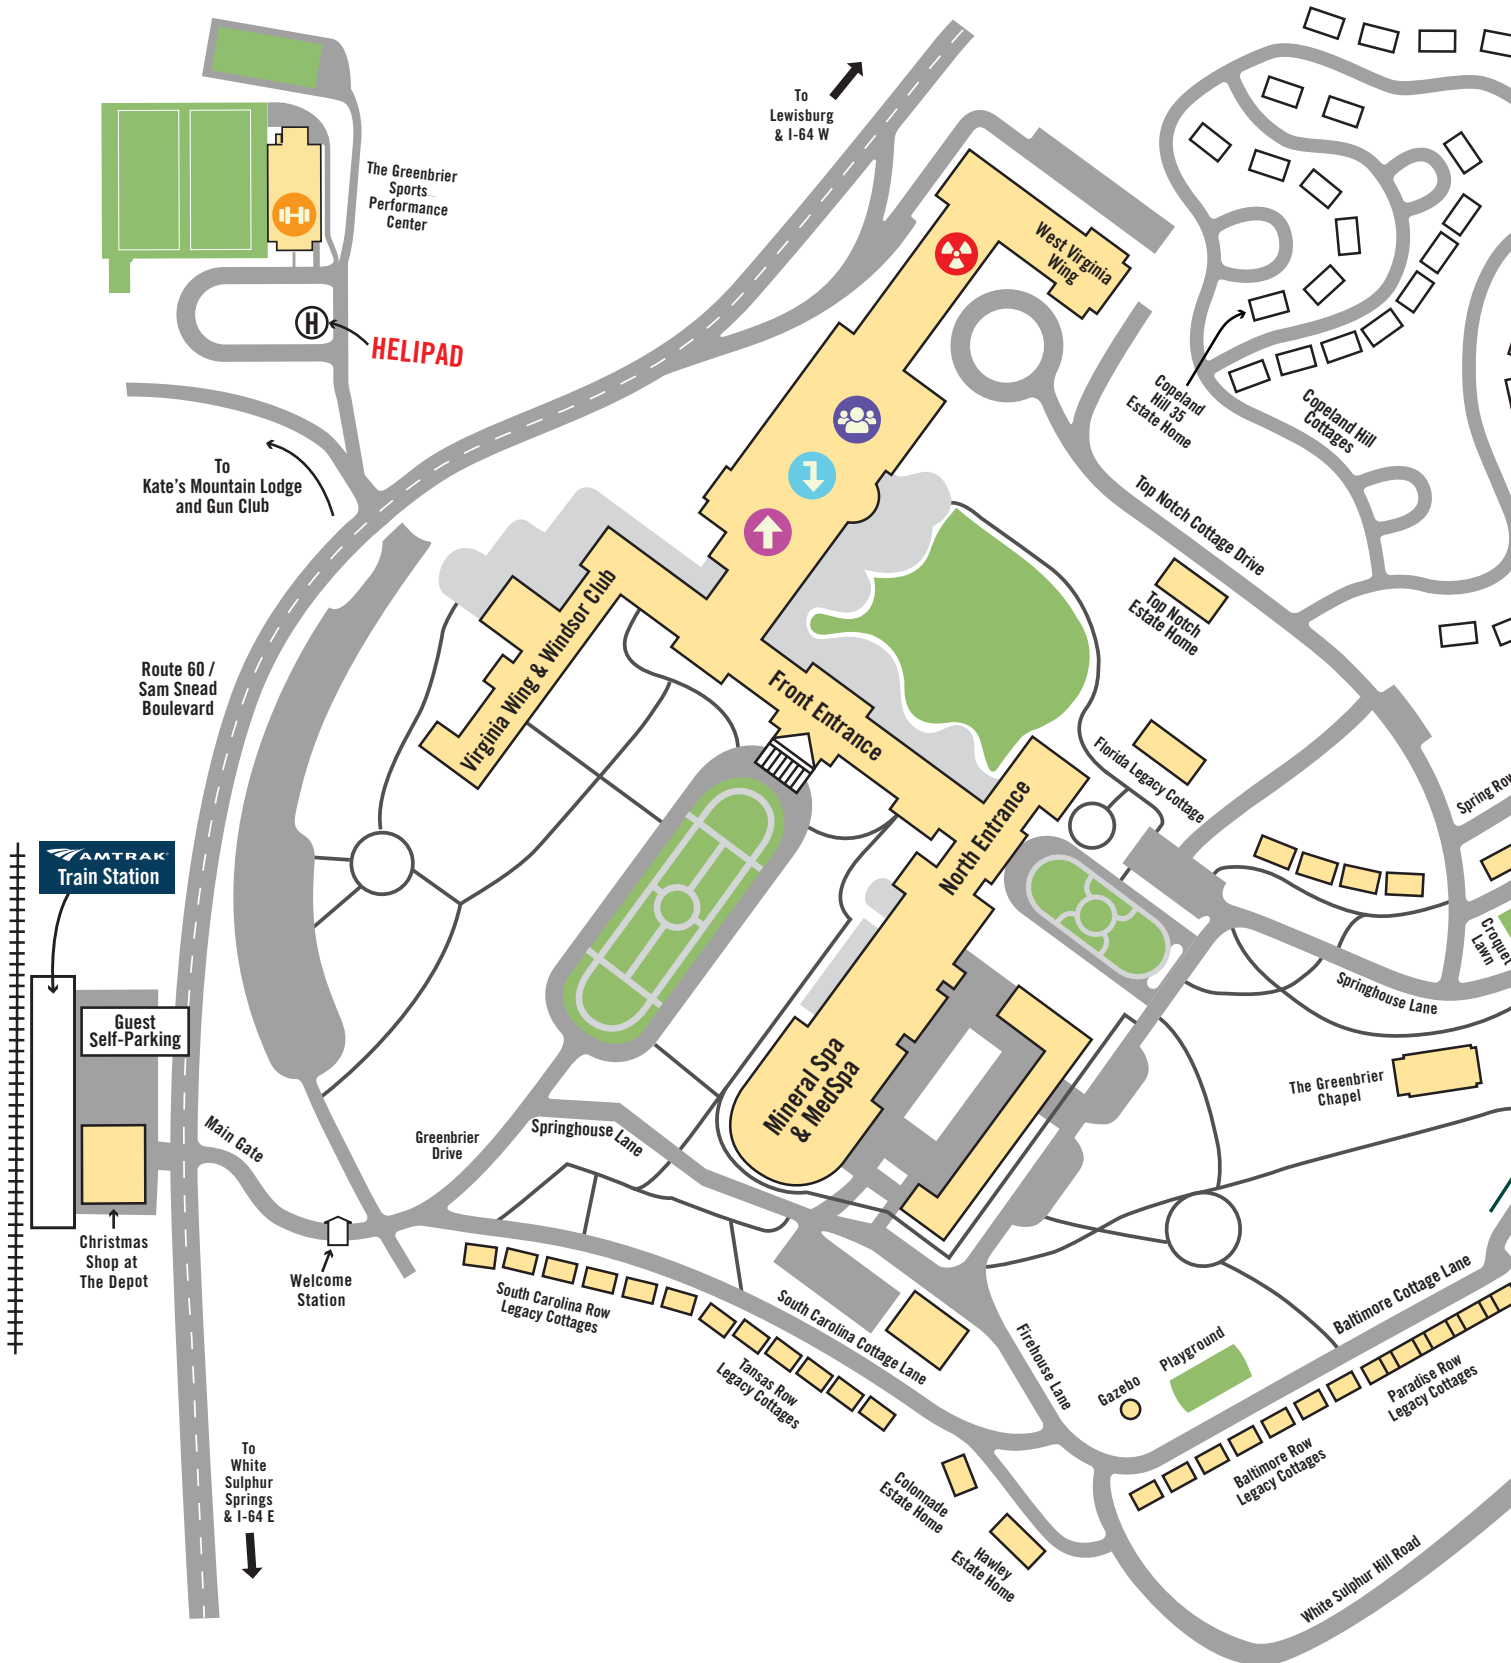 To
Lewisburg
& I-64 W
The Greenbrier
Sports
Performance
Center
H
HELIPAD
To
Kate's Mountain Lodge
and Gun Club
West Virginia
Wing
Copeland
Hill 35
Estate Home
Copeland Hill
Cottages
Top Notch Cottage Drive
Top Notch
Estate Home
Route 60 /
Sam Snead
Boulevard
Virginia Wing & Windsor Club
Front Entrance
Florida Legacy Cottage
Spring Row
North Entrance
AMTRAK
Train Station
Croquet
Lawn
Springhouse Lane
Guest
Self-Parking
Mineral Spa
& MedSpa
The Greenbrier
Chapel
Main Gate
Greenbrier
Drive
Springhouse Lane
Christmas
Shop at
The Depot
Welcome
Station
South Carolina Row
Legacy Cottages
South Carolina Cottage Lane
Tansas Row
Legacy Cottages
Firehouse Lane
Gazebo
Playground
Baltimore Cottage Lane
Paradise Row
Legacy Cottages
Baltimore Row
Legacy Cottages
To
White
Sulphur
Springs
& I-64 E
Colonnade
Estate Home
Hawley
Estate Home
White Sulphur Hill Road